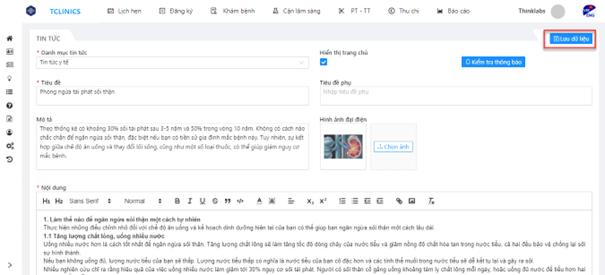 TCLINICS
Lịch hẹn
Đăng ký
Khám bệnh
Cận lâm sàng
PT - TT
Thu chi
Báo cáo
Thinklabs
TIN TỨC
Lưu dữ liệu
* Danh mục tin tức
Hiển thị trang chủ
Tin tức y tế
Kiểm tra thông báo
* Tiêu đề
Tiêu đề phụ
Phòng ngừa tái phát sỏi thận
Nhập tiêu đề phụ
Mô tả
Hình ảnh đại diện
Theo thống kê có khoảng 30% sỏi tái phát sau 3-5 năm và 50% trong vòng 10 năm. Không có cách nào
chắc chắn để ngăn ngừa sỏi thận, đặc biệt nếu bạn có tiền sử gia đình mắc bệnh này. Tuy nhiên, sự kết
hợp giữa chế độ ăn uống và thay đổi lối sống, cũng như một số loại thuốc, có thể giúp giảm nguy cơ
mắc bệnh.
Chọn ảnh
* Nội dung
H₁ H₂ Sans Serif Normal B I U S
1. Làm thế nào để ngăn ngừa sỏi thận một cách tự nhiên
Thực hiện những điều chỉnh nhỏ đối với chế độ ăn uống và kế hoạch dinh dưỡng hiện tại của bạn có thể giúp bạn ngăn ngừa sỏi thận một cách lâu dài.
1.1 Tăng lượng chất lỏng, uống nhiều nước
Uống nhiều nước hơn là cách tốt nhất để ngăn ngừa sỏi thận. Tăng lượng chất lỏng sẽ làm tăng tốc độ dòng chảy của nước tiểu và giảm nồng độ chất hòa tan trong nước tiểu, cả hai đều bảo vệ chống lại sỏi
sự hình thành.
Nếu bạn không uống đủ, lượng nước tiểu của bạn sẽ thấp. Lượng nước tiểu thấp có nghĩa là nước tiểu của bạn cô đặc hơn và các tinh thể muối trong nước tiểu sẽ dễ kết tụ lại và gây ra sỏi.
Nhiều nghiên cứu chỉ ra rằng hiệu quả của việc uống nhiều nước làm giảm tới 30% nguy cơ sỏi tái phát. Người có sỏi thận cố gắng uống khoảng tám ly chất lỏng mỗi ngày, hoặc uống đủ nước để tiểu hơn hai